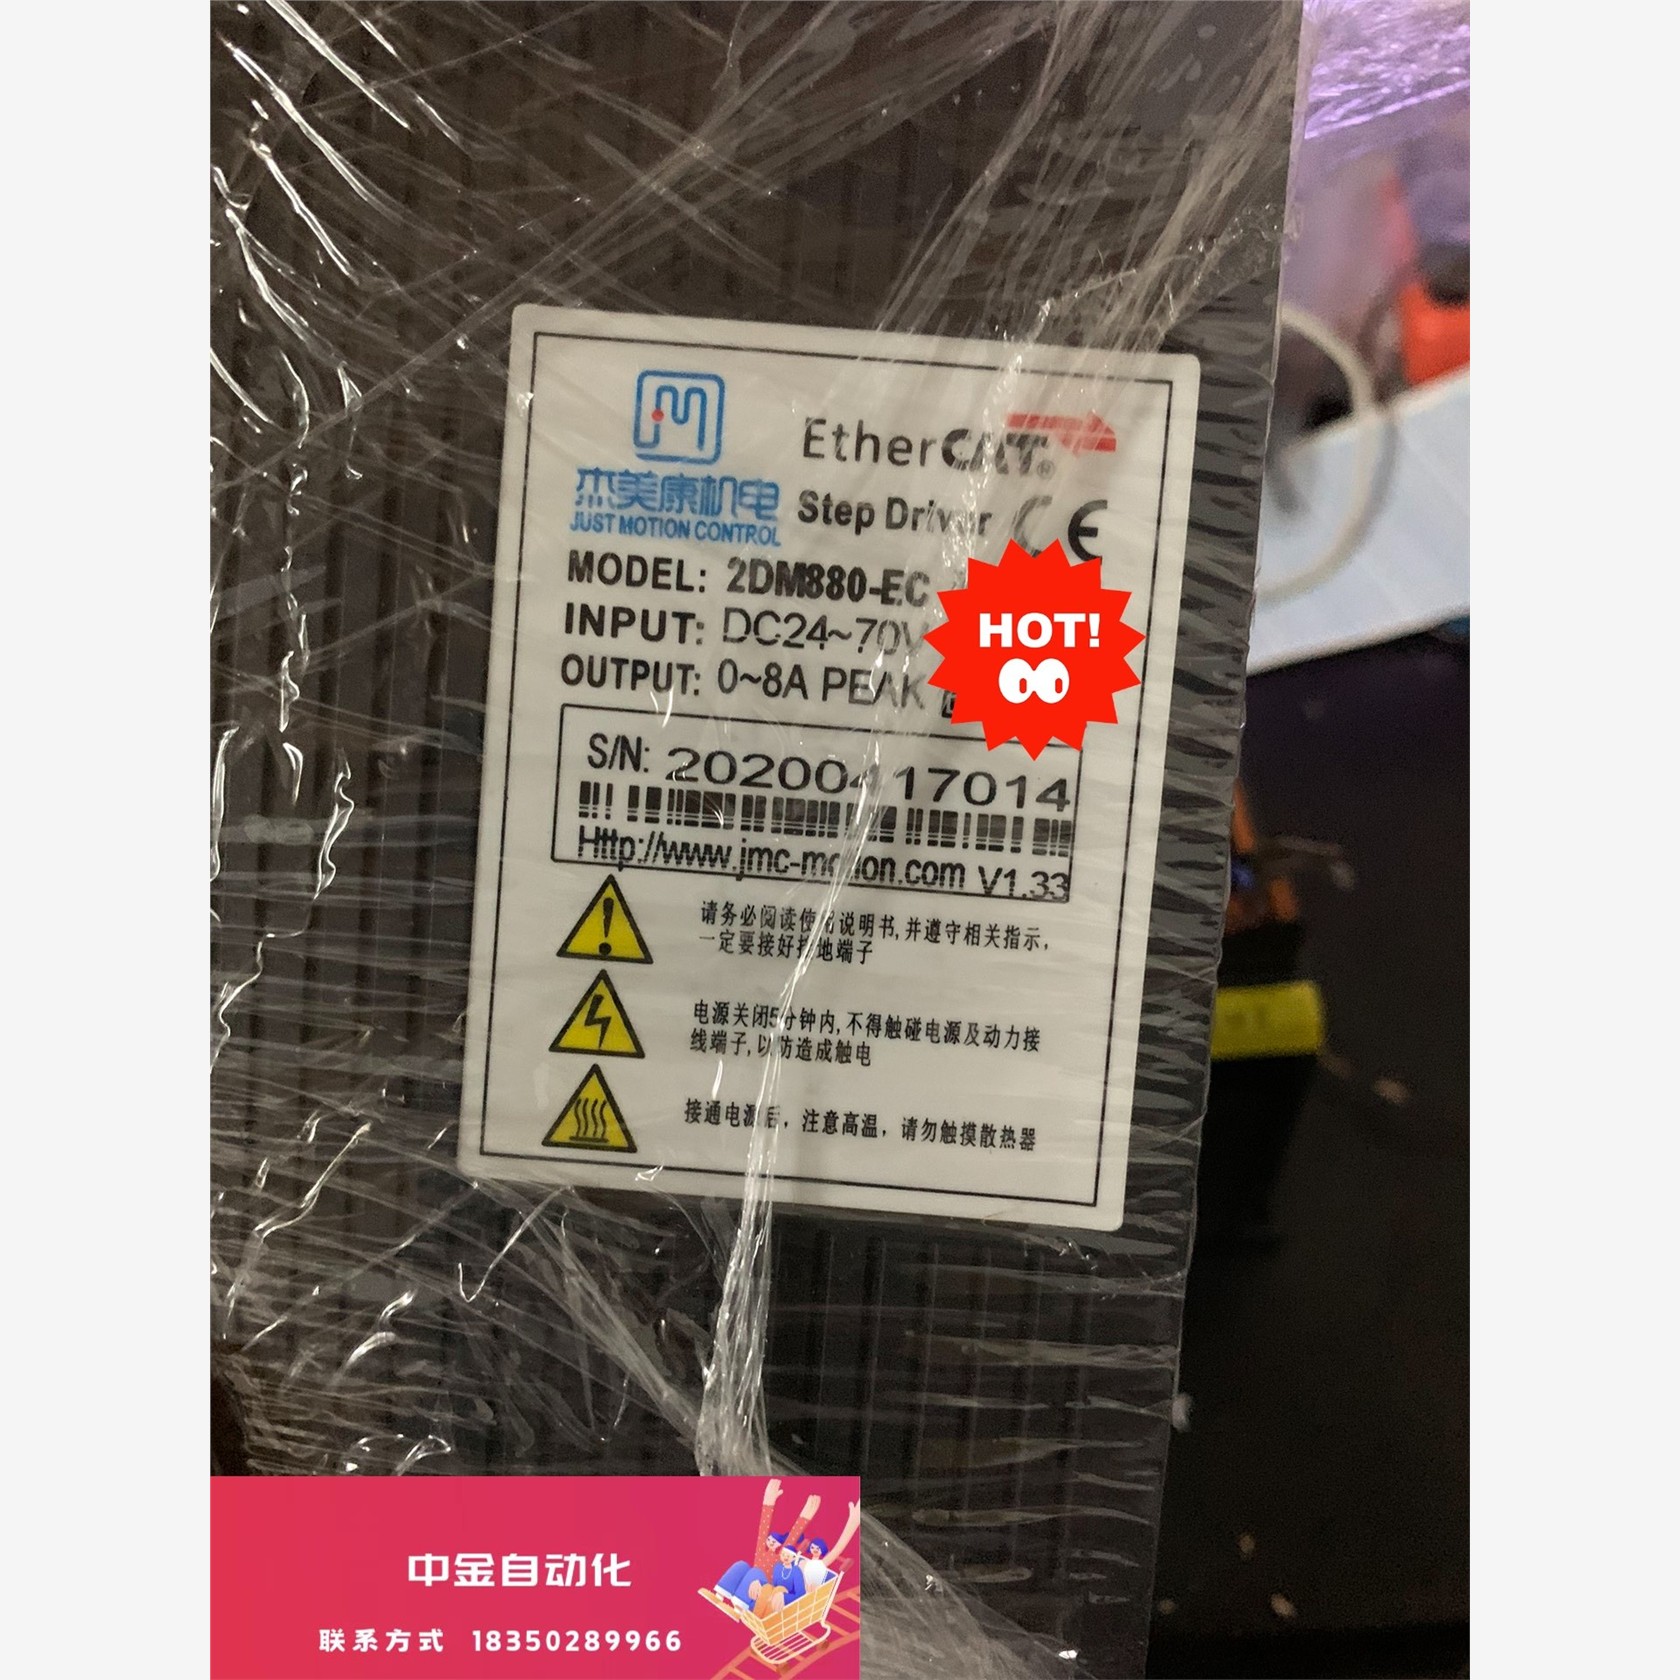 杰美康机电
JUST MOTION CONTROL
EtherCAT®
Step Driver CE
MODEL: 2DM880-EC
INPUT: DC24~70V
OUTPUT: 0~8A PEAK
HOT!
S/N: 20200417014
Http://www.jmc-motion.com V1.33
请务必阅读使用说明书,并遵守相关指示,
一定要接好接地端子
电源关闭5分钟内,不得触碰电源及动力接
线端子,以防造成触电
接通电源后，注意高温，请勿触摸散热器
中金自动化
联系方式 18350289966